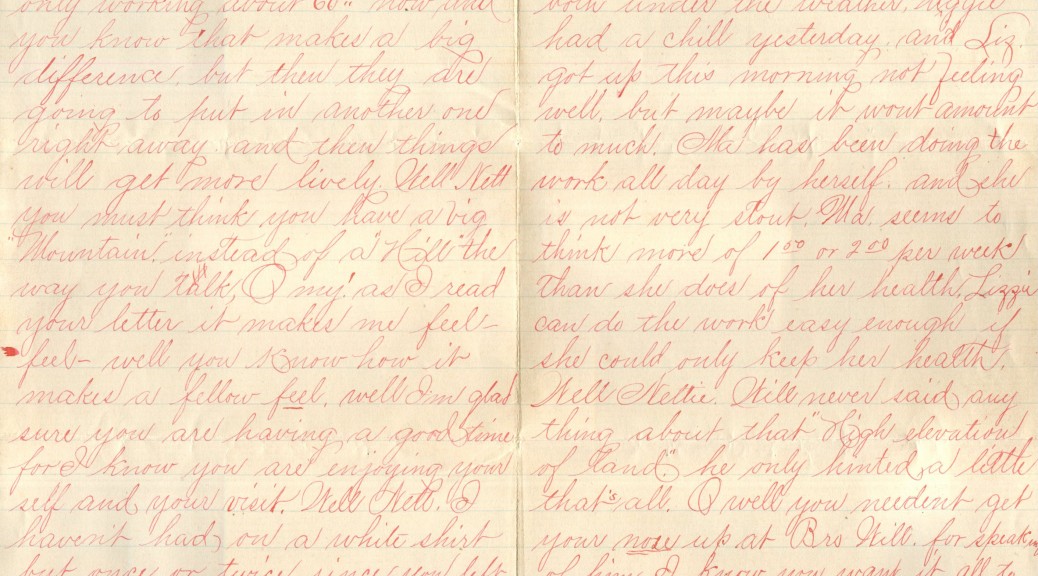 only working about 60
you know that makes a big
difference, but then they are
going to put in another one
right away and then things
will get more lively. Well Nett
you must think you have a big
"Mountain," instead of a "Hill" the
way you talk, O my! as I read
your letter it makes me feel-
feel- well you know how it
makes a fellow feel, well I'm glad
sure you are having a good time
for I know you are enjoying your
self and your visit. Well Nett. I
haven't had on a white shirt
but once or twice since you left
both under the weather,
had a chill yesterday, and Liz.
got up this morning not feeling
well, but maybe it wont amount
to much. Ma has been doing the
work all day by herself. and she
is not very stout. Ma. seems to
think more of 1 00 or 2 00 per week
than she does of her health. Lizzie
can do the work easy enough if
she could only keep her health.
Well Nettie. Will never said any
thing about that "High elevation
of land" he only hinted a little
that's all. O well you needent get
your nose up at Bro Will. for speaking
of him I know you want it all to